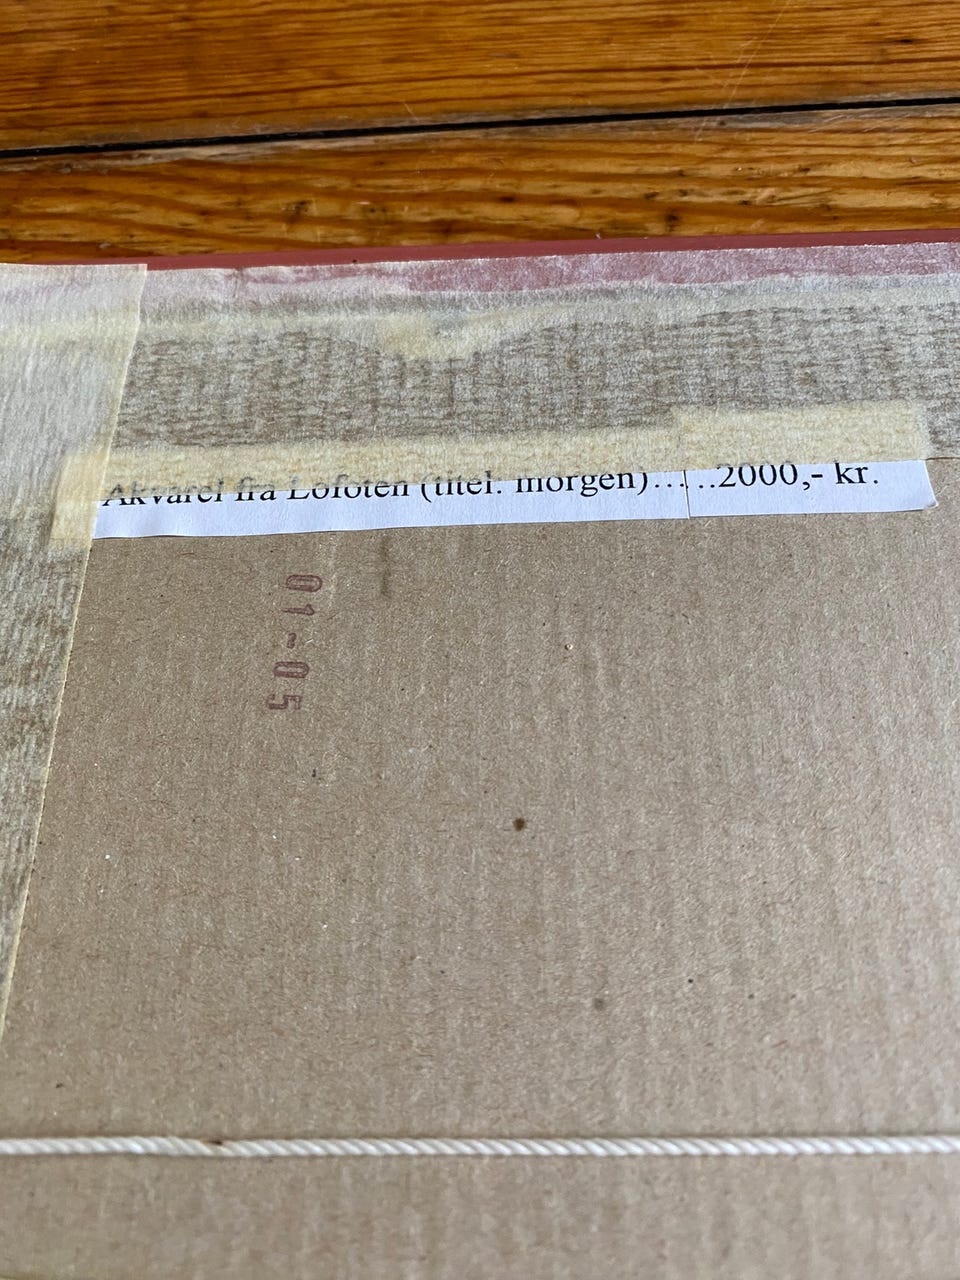 Akvarel fra Lofoten (titel: morgen)…..2000,- kr.
01-05